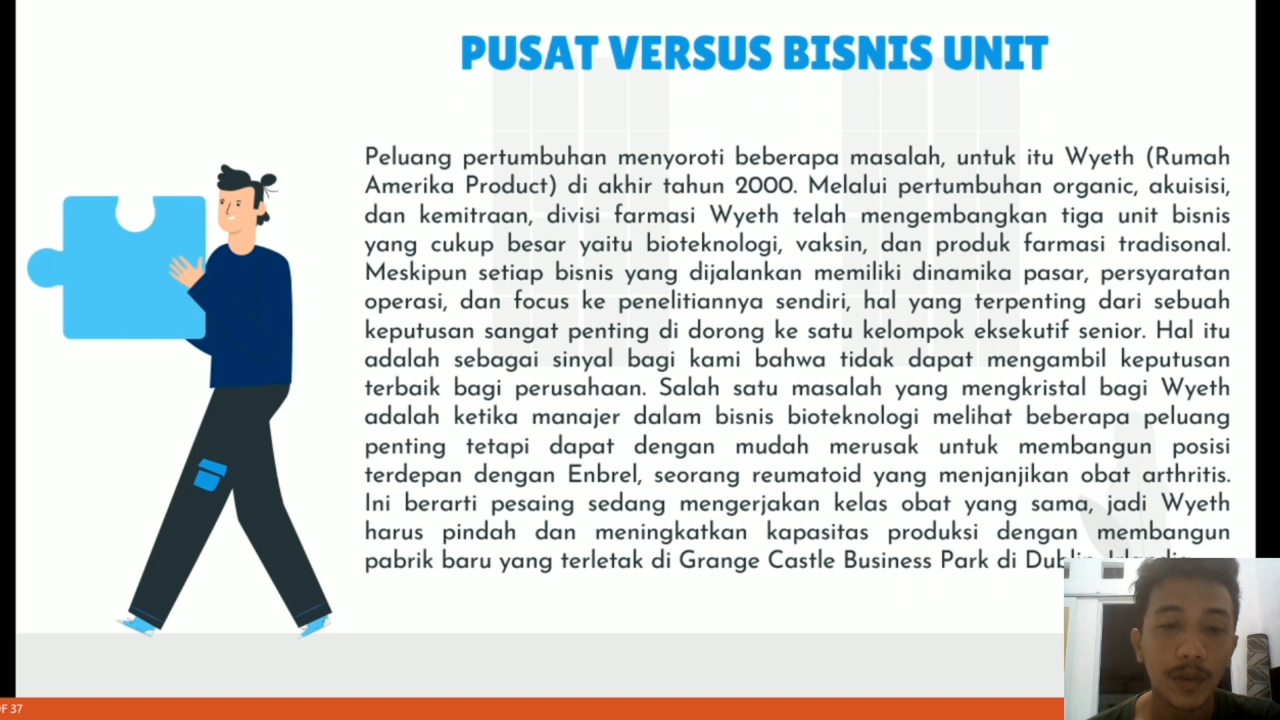 PUSAT VERSUS BISNIS UNIT
Peluang pertumbuhan menyoroti beberapa masalah, untuk itu Wyeth (Rumah
Amerika Product) di akhir tahun 2000. Melalui pertumbuhan organic, akuisisi,
dan kemitraan, divisi farmasi Wyeth telah mengembangkan tiga unit bisnis
yang cukup besar yaitu bioteknologi, vaksin, dan produk farmasi tradisonal.
Meskipun setiap bisnis yang dijalankan memiliki dinamika pasar, persyaratan
operasi, dan focus ke penelitiannya sendiri, hal yang terpenting dari sebuah
keputusan sangat penting di dorong ke satu kelompok eksekutif senior. Hal itu
adalah sebagai sinyal bagi kami bahwa tidak dapat mengambil keputusan
terbaik bagi perusahaan. Salah satu masalah yang mengkristal bagi Wyeth
adalah ketika manajer dalam bisnis bioteknologi melihat beberapa peluang
penting tetapi dapat dengan mudah merusak untuk membangun posisi
terdepan dengan Enbrel, seorang reumatoid yang menjanjikan obat arthritis.
Ini berarti pesaing sedang mengerjakan kelas obat yang sama, jadi Wyeth
harus pindah dan meningkatkan kapasitas produksi dengan membangun
pabrik baru yang terletak di Grange Castle Business Park di
F 37